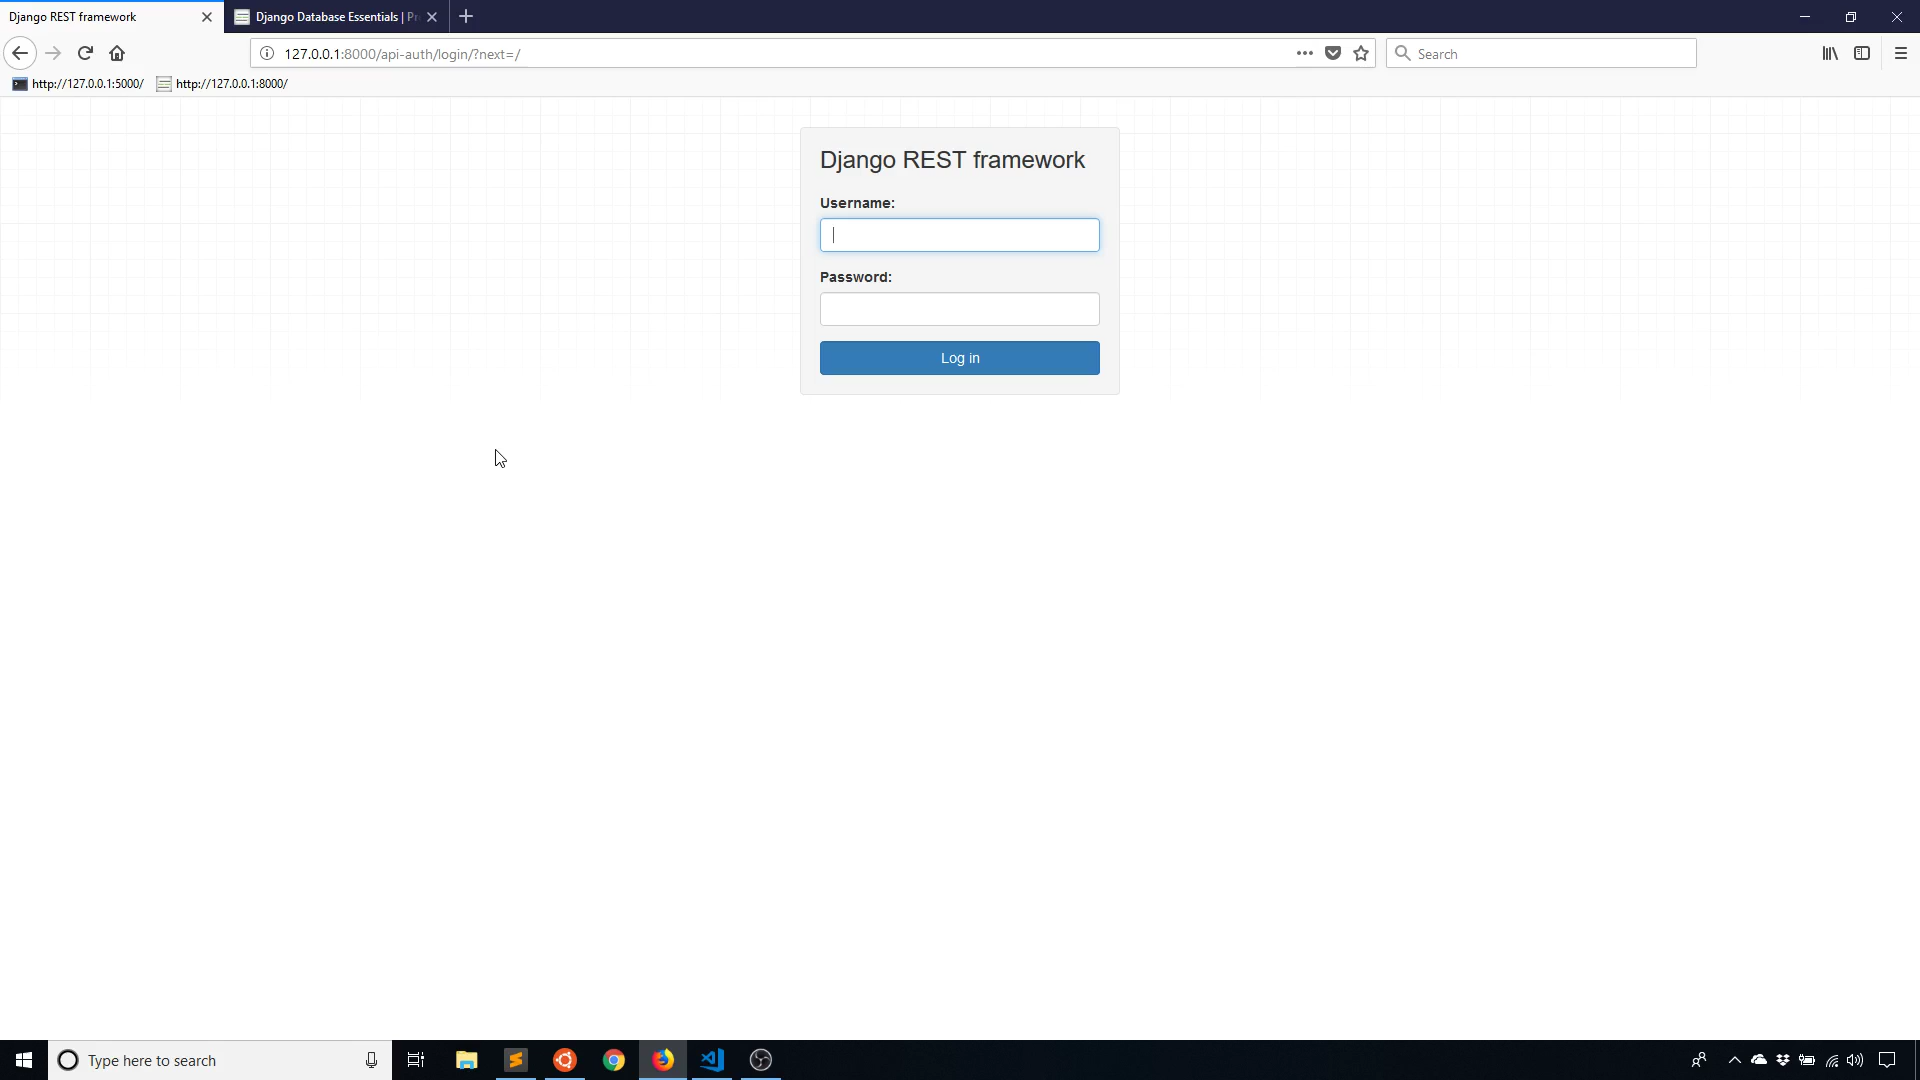 Django REST framework
Django Database Essentials | Pr
127.0.0.1:8000/api-auth/login/?next=/
Search
http://127.0.0.1:5000/
http://127.0.0.1:8000/
Django REST framework
Username:
Password:
Log in
Type here to search